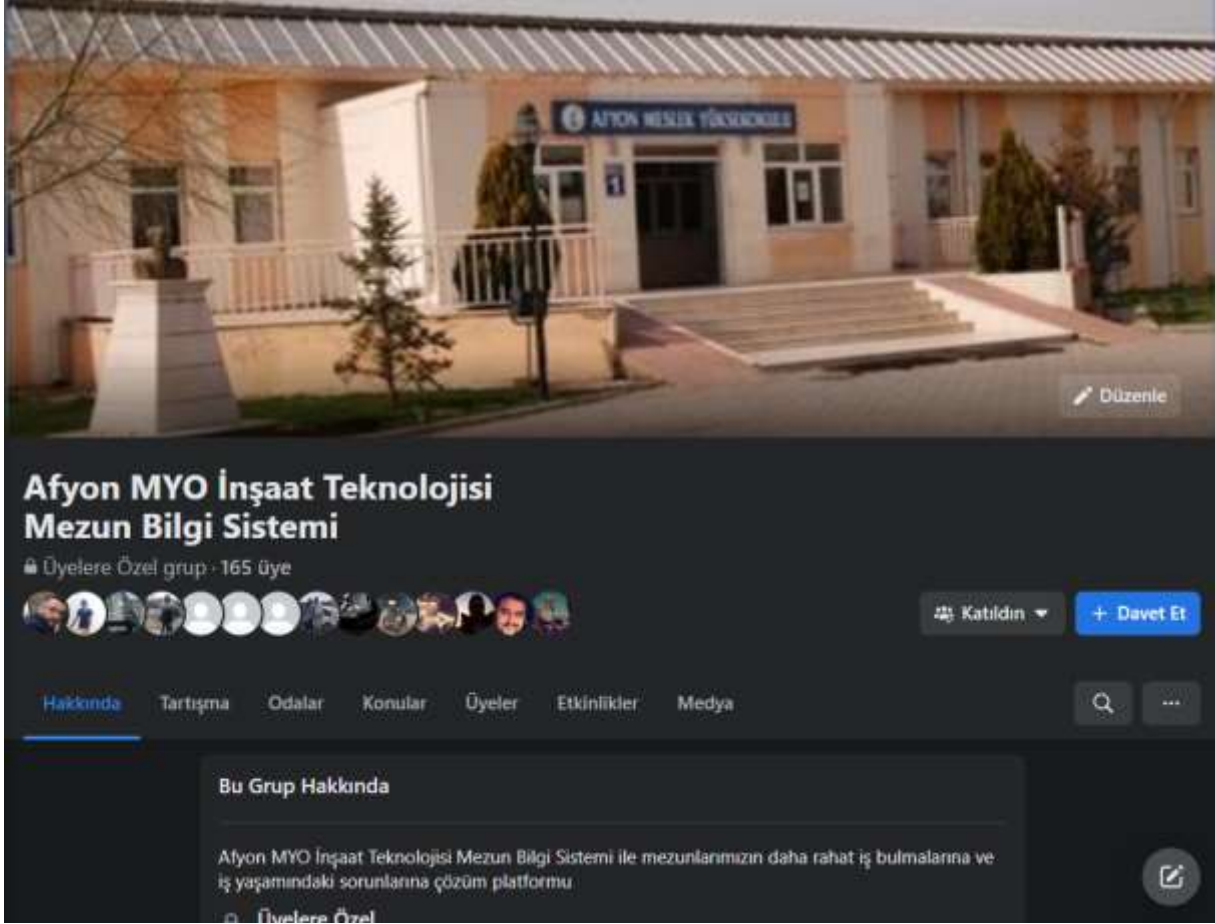 AFYON MESLEK YÜKSEKOKULU
1
Düzenle
Afyon MYO İnşaat Teknolojisi
Mezun Bilgi Sistemi
Üyelere Özel grup · 165 üye
Katıldın
+ Davet Et
Hakkında Tartışma Odalar Konular Üyeler Etkinlikler Medya
Bu Grup Hakkında
Afyon MYO İnşaat Teknolojisi Mezun Bilgi Sistemi ile mezunlarımızın daha rahat iş bulmalarına ve
iş yaşamındaki sorunlarına çözüm platformu
Üyelere Özel